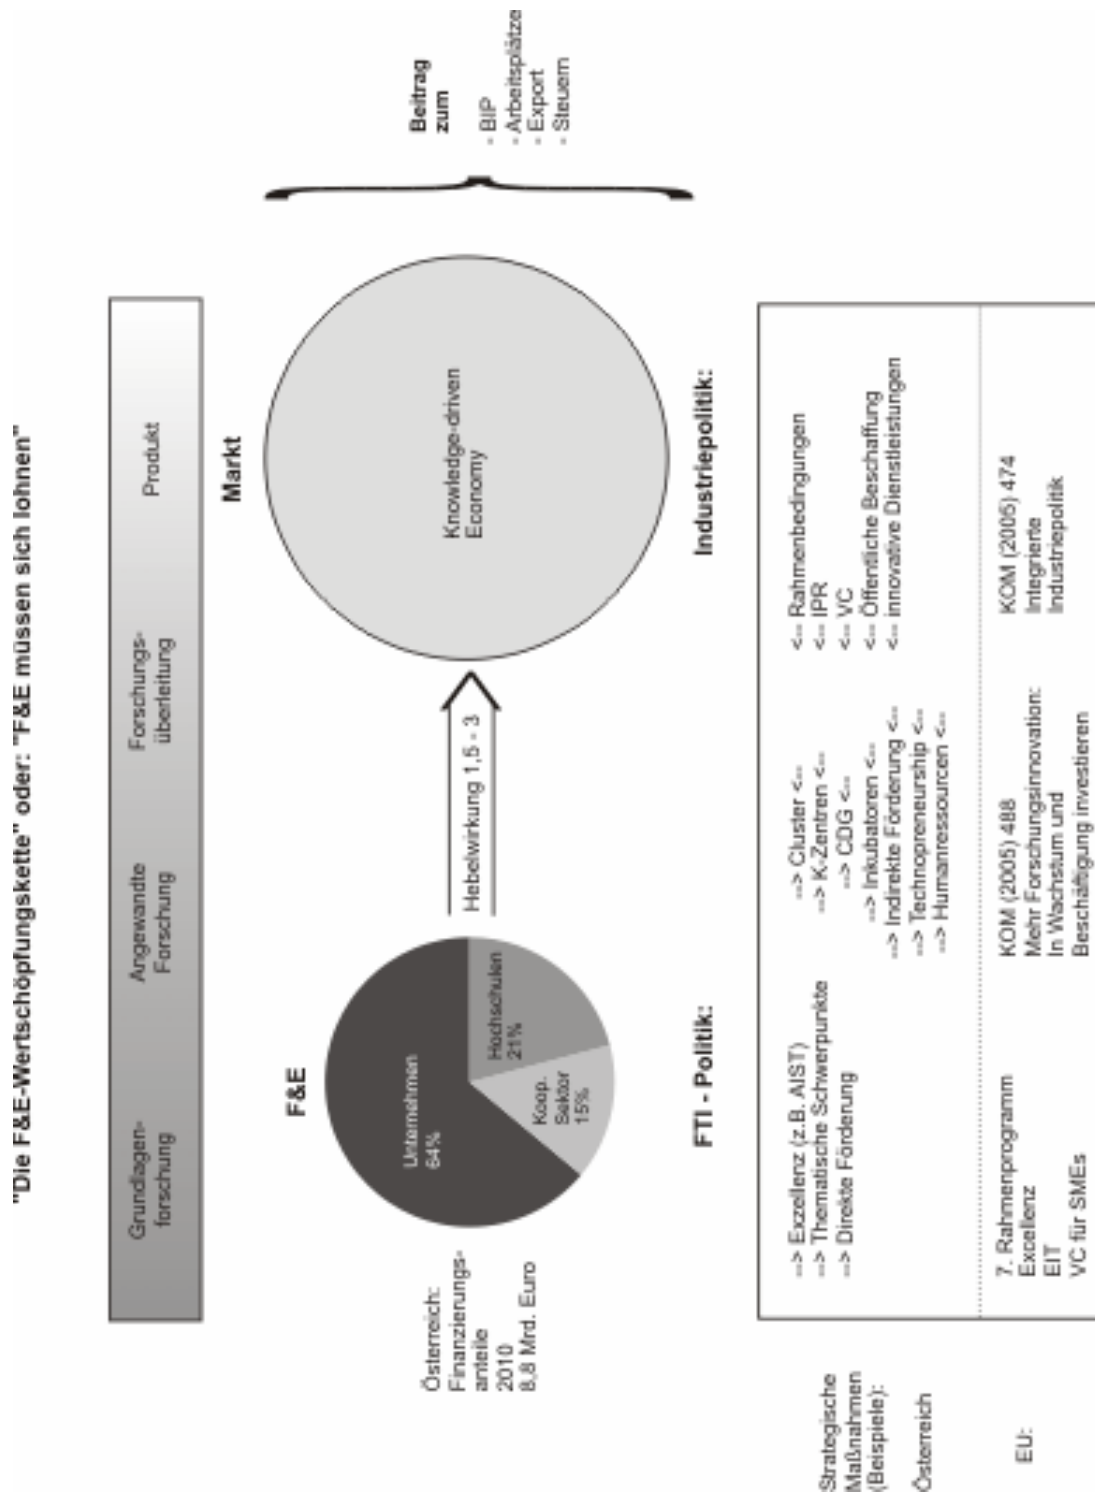 "Die F&E-Wertschöpfungskette" oder: "F&E müssen sich lohnen"
Grundlagen-
forschung
Angewandte
Forschung
Forschungs-
überleitung
Produkt
F&E
Markt
Österreich:
Finanzierungs-
anteile
2010
8,8 Mrd. Euro
Unternehmen
64%
Koop.
Sektor
15%
Hochschulen
21%
Hebelwirkung 1,5 - 3
Knowledge-driven
Economy
Beitrag
zum
- BIP
- Arbeitsplätze
- Export
- Steuern
FTI - Politik:
Industriepolitik:
Strategische
Maßnahmen
(Beispiele):
Österreich
--> Exzellenz (z.B. AIST)
--> Thematische Schwerpunkte
--> Direkte Förderung
--> Cluster <--
--> K-Zentren <--
--> CDG <--
--> Inkubatoren <--
--> Indirekte Förderung <--
--> Technopreneurship <--
--> Humanressourcen <--
<-- Rahmenbedingungen
<-- IPR
<-- VC
<-- Öffentliche Beschaffung
<-- innovative Dienstleistungen
EU:
7. Rahmenprogramm
Excellenz
EIT
VC für SMEs
KOM (2005) 488
Mehr Forschungsinnovation:
In Wachstum und
Beschäftigung investieren
KOM (2005) 474
Integrierte
Industriepolitik